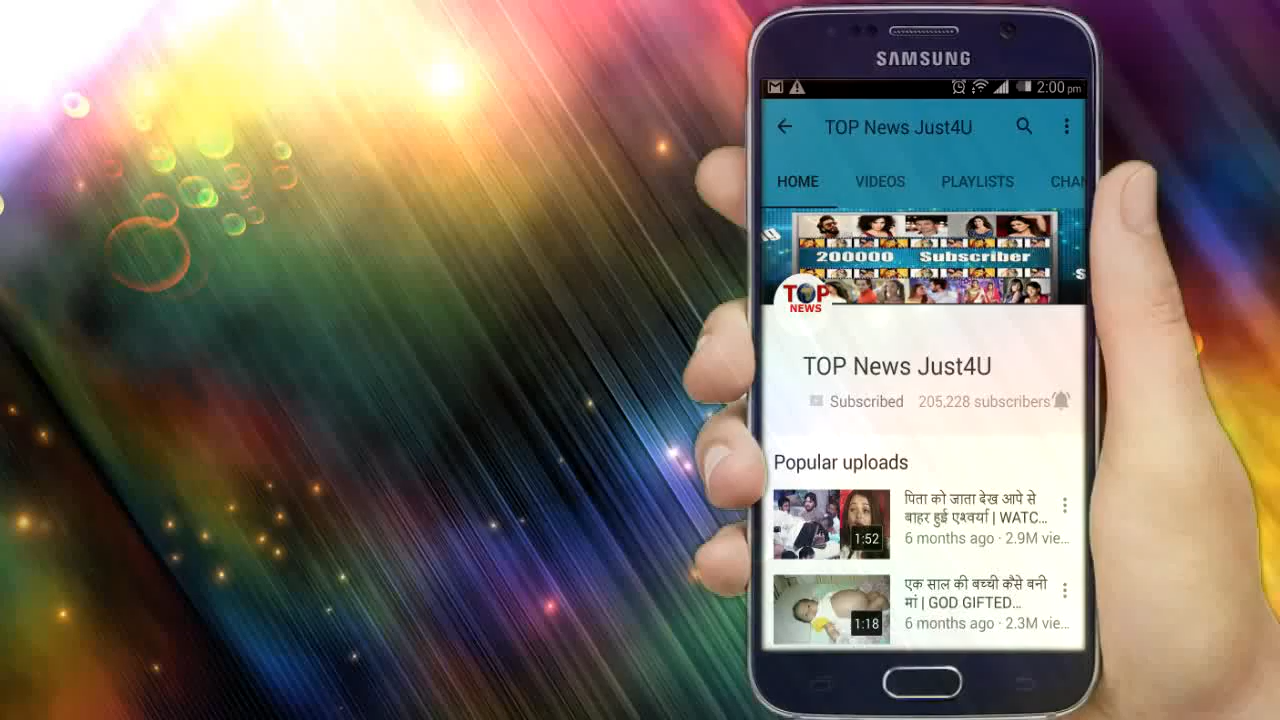 SAMSUNG
2:00 pm
TOP News Just4U
HOME VIDEOS PLAYLISTS CHAN
200000 Subscriber
TOP
NEWS
TOP News Just4U
Subscribed 205,228 subscribers
Popular uploads
पिता को जाता देख आपे से
बाहर हुई एश्वर्या | WATC...
6 months ago · 2.9M vie...
1:52
एक साल की बच्ची कैसे बनी
मां | GOD GIFTED...
6 months ago · 2.3M vie...
1:18